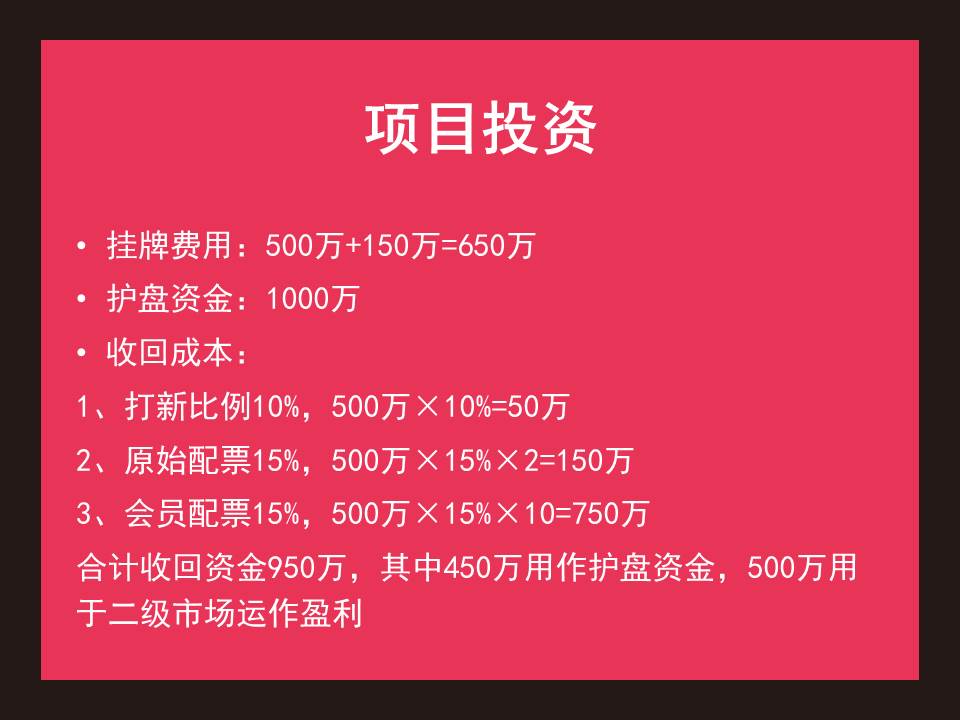 项目投资
• 挂牌费用：500万+150万=650万
• 护盘资金：1000万
• 收回成本：
1、打新比例10%，500万×10%=50万
2、原始配票15%，500万×15%×2=150万
3、会员配票15%，500万×15%×10=750万
合计收回资金950万，其中450万用作护盘资金，500万用
于二级市场运作盈利